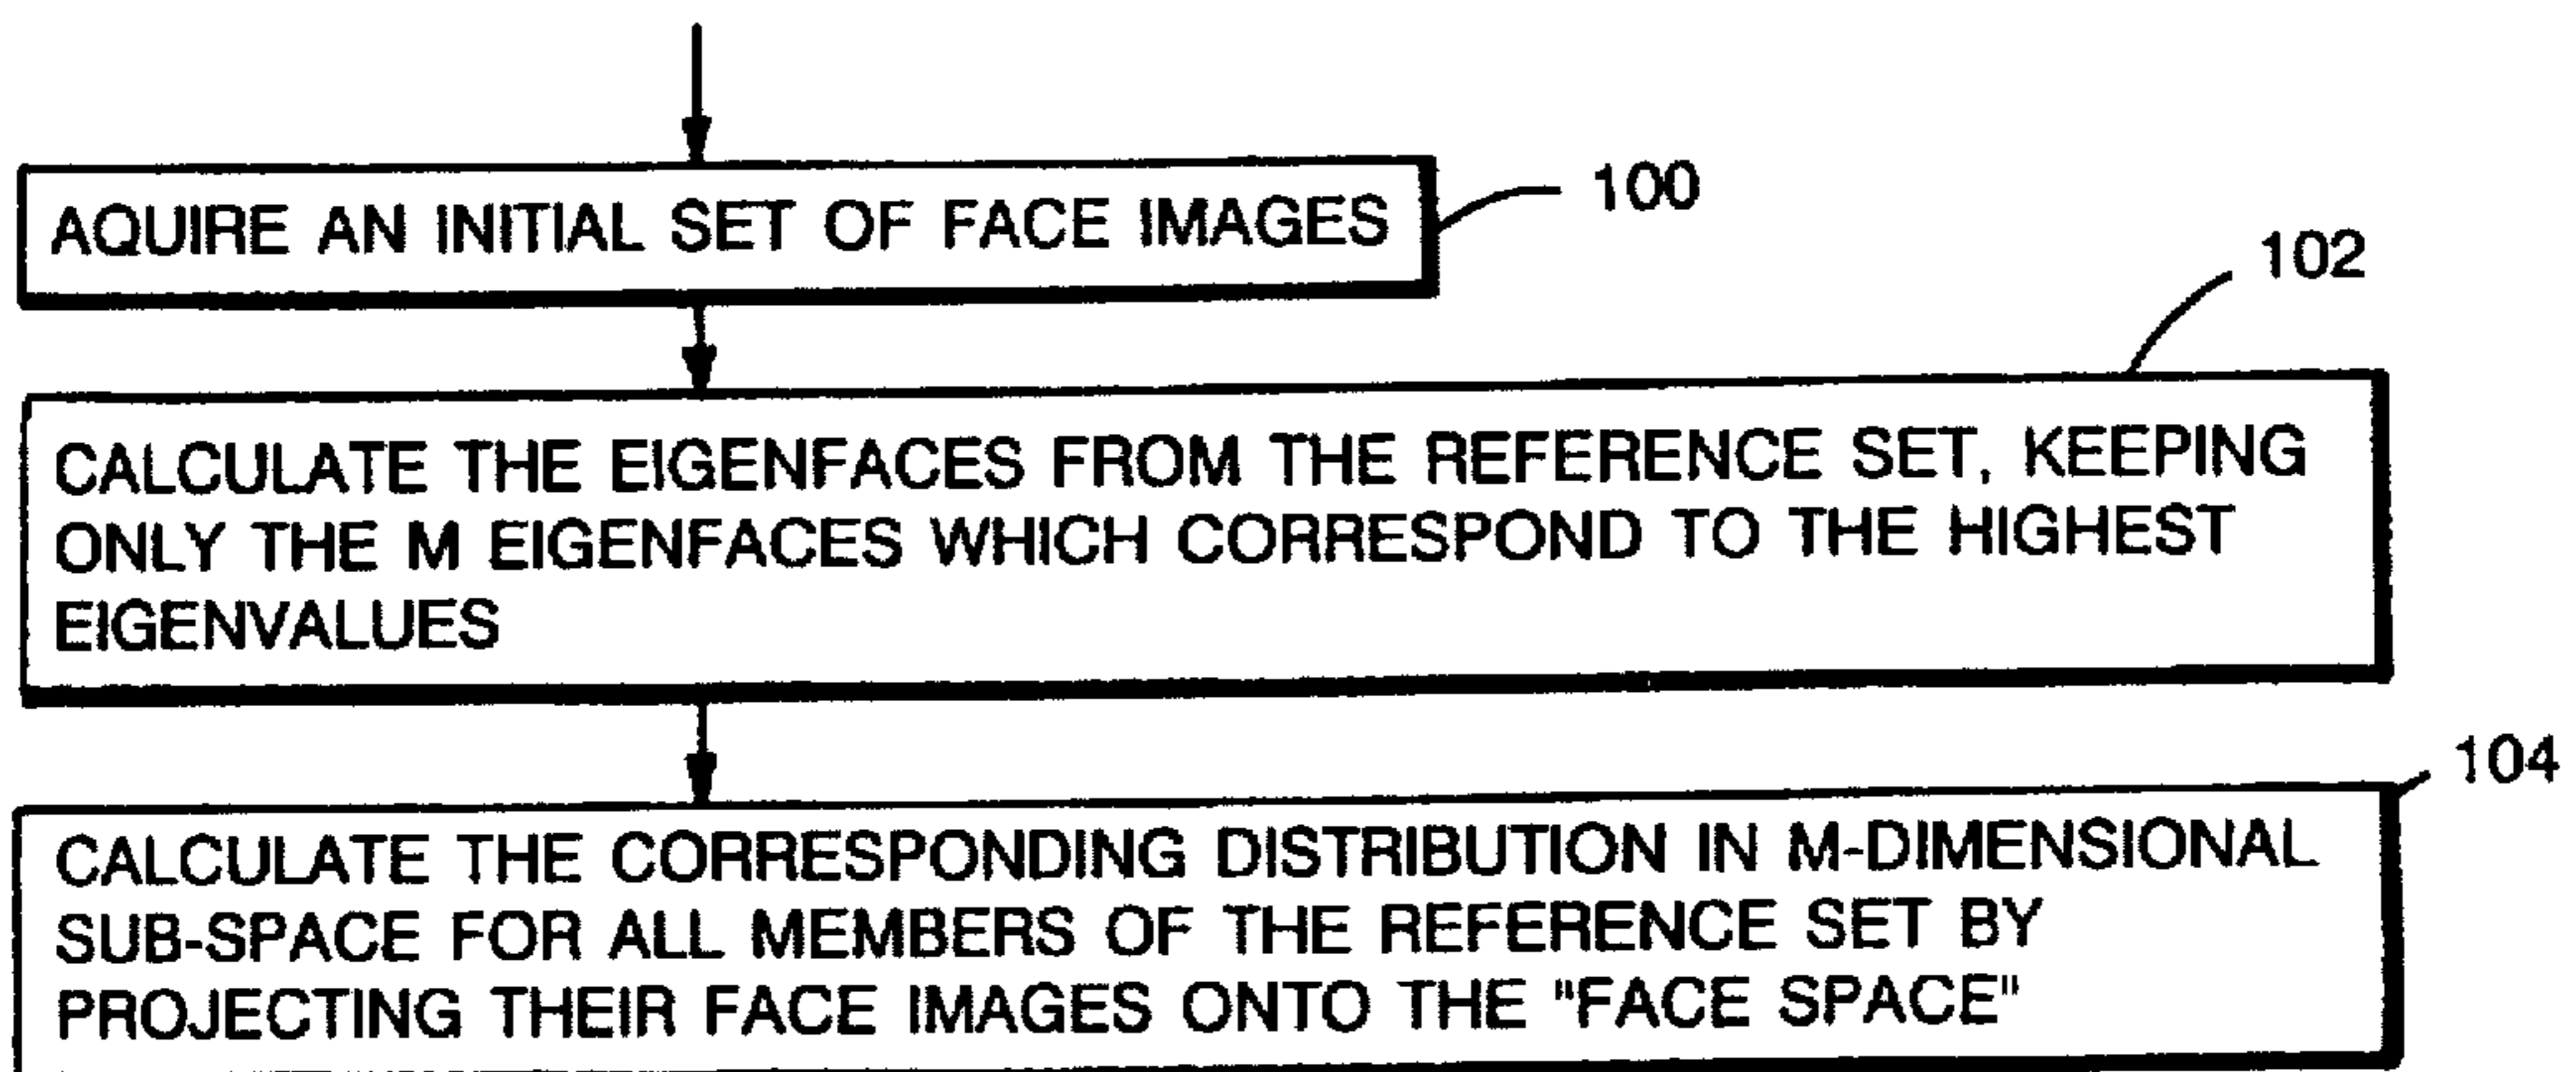 AQUIRE AN INITIAL SET OF FACE IMAGES
100
102
CALCULATE THE EIGENFACES FROM THE REFERENCE SET, KEEPING
ONLY THE M EIGENFACES WHICH CORRESPOND TO THE HIGHEST
EIGENVALUES
104
CALCULATE THE CORRESPONDING DISTRIBUTION IN M-DIMENSIONAL
SUB-SPACE FOR ALL MEMBERS OF THE REFERENCE SET BY
PROJECTING THEIR FACE IMAGES ONTO THE "FACE SPACE"